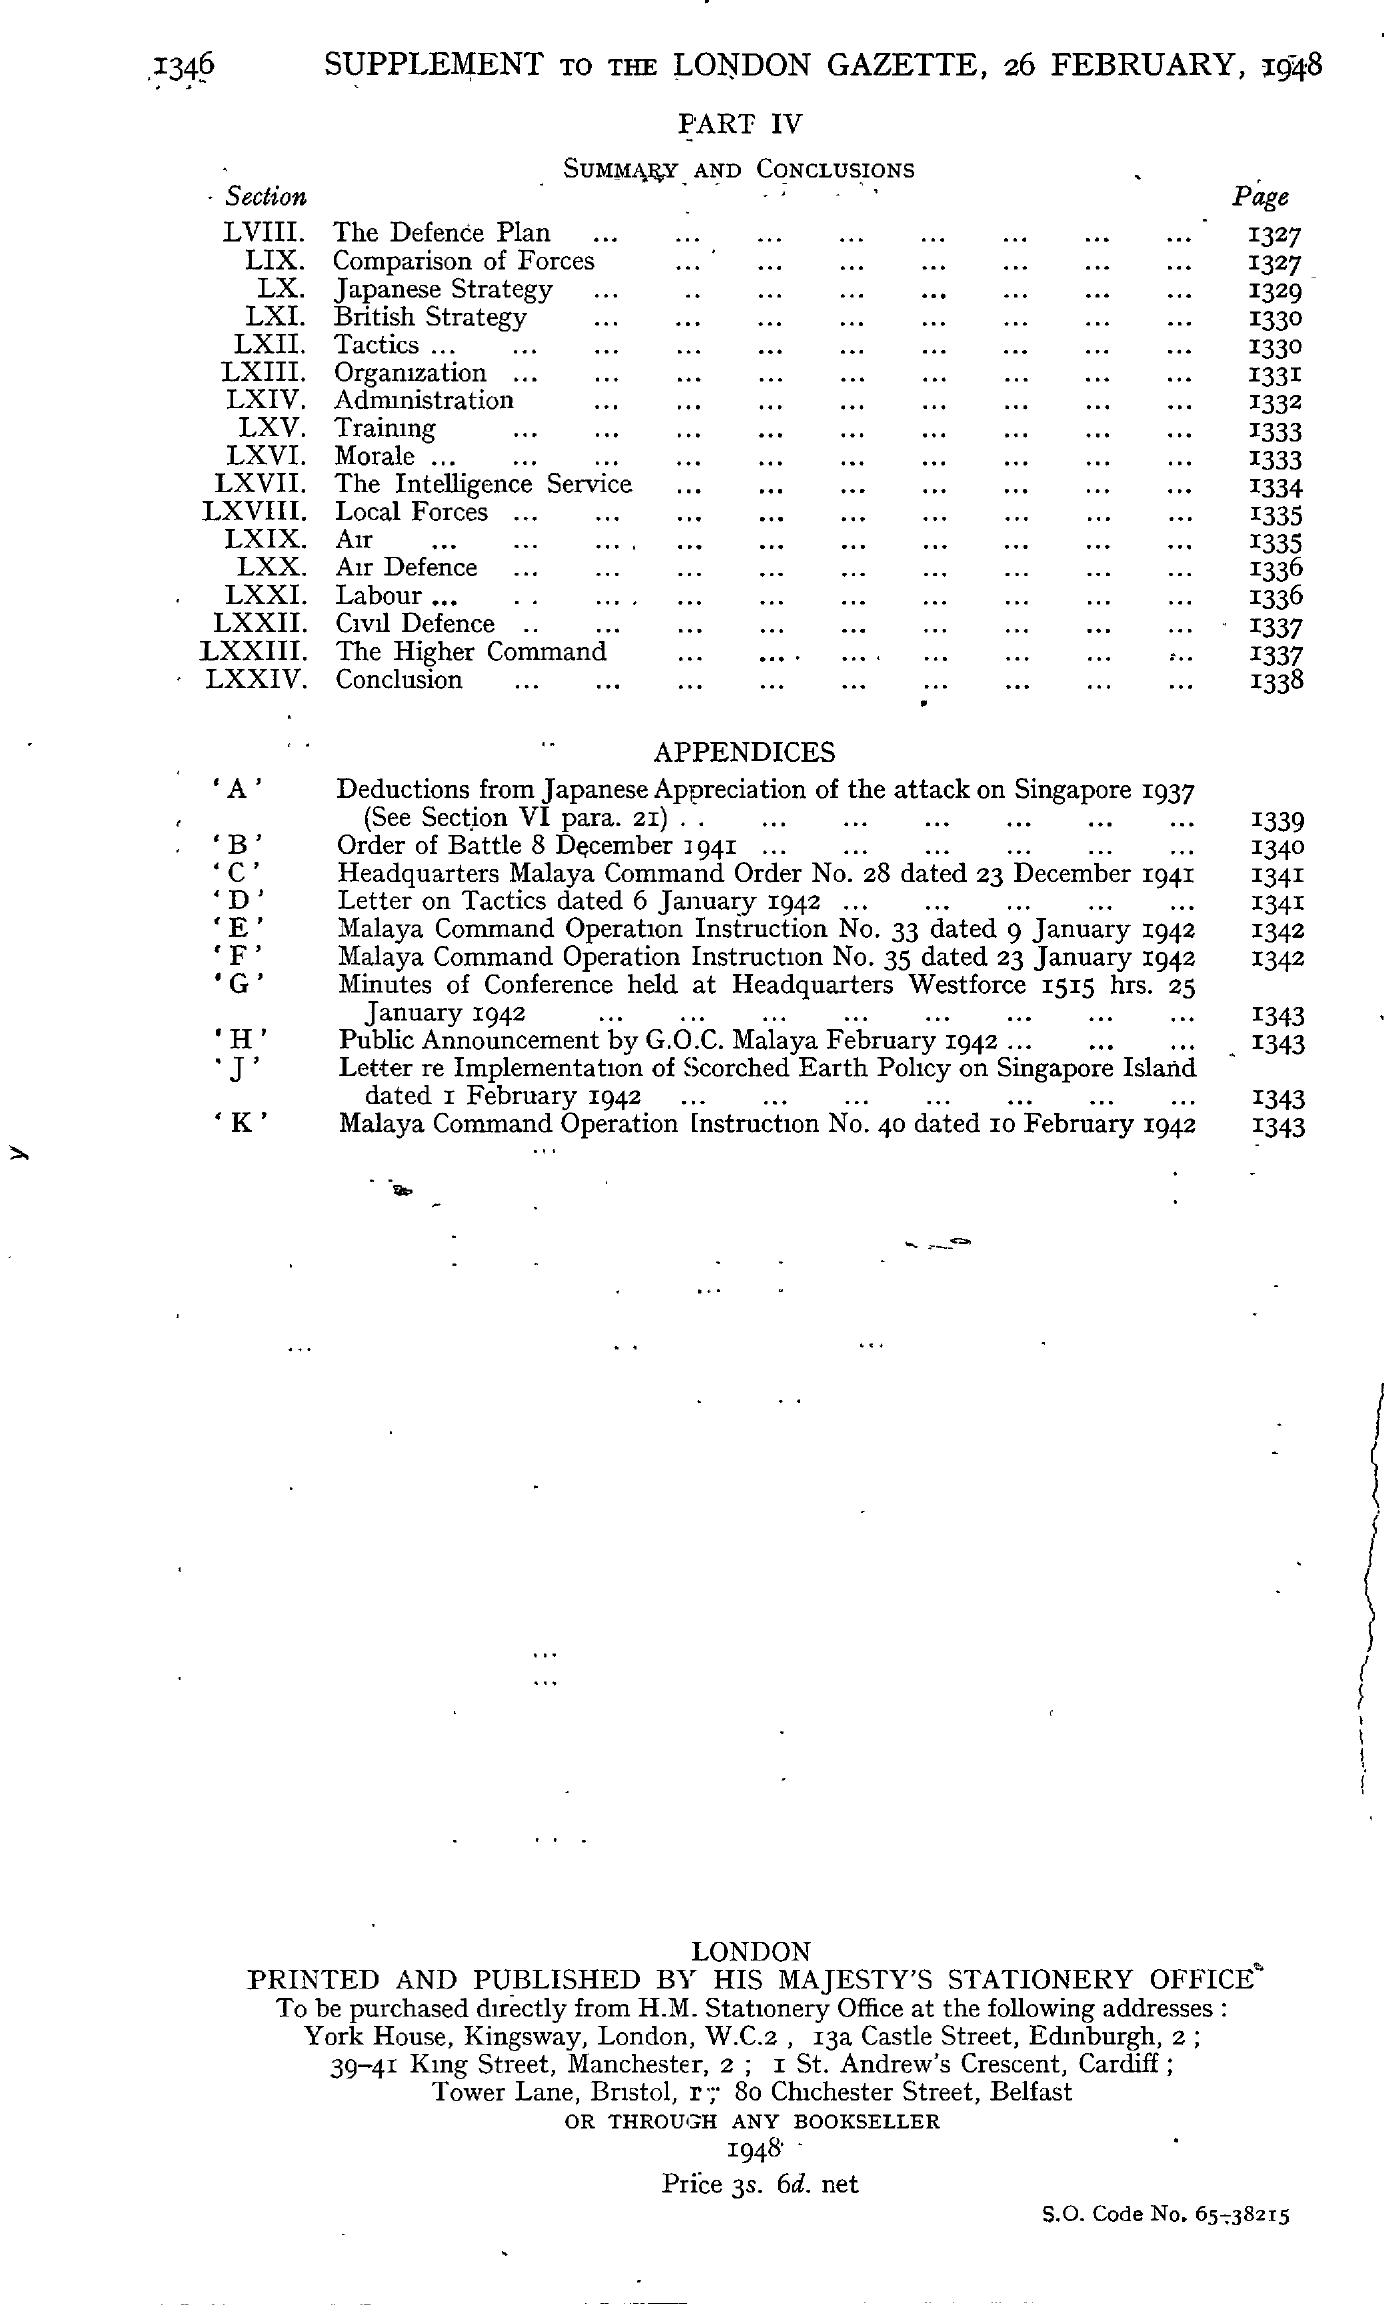 1346 SUPPLEMENT TO THE LONDON GAZETTE, 26 FEBRUARY, 1948
PART IV
SUMMARY AND CONCLUSIONS
Section Page
LVIII. The Defence Plan ... ... ... ... ... ... ... ... 1327
LIX. Comparison of Forces ... ... ... ... ... ... ... 1327
LX. Japanese Strategy ... .. ... ... ... ... ... ... 1329
LXI. British Strategy ... ... ... ... ... ... ... ... 1330
LXII. Tactics ... ... ... ... ... ... ... ... ... ... 1330
LXIII. Organization ... ... ... ... ... ... ... ... ... 1331
LXIV. Administration ... ... ... ... ... ... ... ... 1332
LXV. Training ... ... ... ... ... ... ... ... ... 1333
LXVI. Morale ... ... ... ... ... ... ... ... ... ... 1333
LXVII. The Intelligence Service ... ... ... ... ... ... ... 1334
LXVIII. Local Forces ... ... ... ... ... ... ... ... ... 1335
LXIX. Air ... ... ... ... ... ... ... ... ... ... 1335
LXX. Air Defence ... ... ... ... ... ... ... ... ... 1336
LXXI. Labour ... .. ... ... ... ... ... ... ... ... 1336
LXXII. Civil Defence .. ... ... ... ... ... ... ... ... 1337
LXXIII. The Higher Command ... ... ... ... ... ... ... 1337
LXXIV. Conclusion ... ... ... ... ... ... ... ... ... 1338
APPENDICES
‘A’ Deductions from Japanese Appreciation of the attack on Singapore 1937
(See Section VI para. 21) .. ... ... ... ... ... ... 1339
‘B’ Order of Battle 8 December 1941 ... ... ... ... ... ... 1340
‘C’ Headquarters Malaya Command Order No. 28 dated 23 December 1941 1341
‘D’ Letter on Tactics dated 6 January 1942 ... ... ... ... ... 1341
‘E’ Malaya Command Operation Instruction No. 33 dated 9 January 1942 1342
‘F’ Malaya Command Operation Instruction No. 35 dated 23 January 1942 1342
‘G’ Minutes of Conference held at Headquarters Westforce 1515 hrs. 25
January 1942 ... ... ... ... ... ... ... ... 1343
‘H’ Public Announcement by G.O.C. Malaya February 1942 ... ... ... 1343
‘J’ Letter re Implementation of Scorched Earth Policy on Singapore Island
dated 1 February 1942 ... ... ... ... ... ... ... 1343
‘K’ Malaya Command Operation Instruction No. 40 dated 10 February 1942 1343
LONDON
PRINTED AND PUBLISHED BY HIS MAJESTY'S STATIONERY OFFICE
To be purchased directly from H.M. Stationery Office at the following addresses :
York House, Kingsway, London, W.C.2 , 13a Castle Street, Edinburgh, 2 ;
39–41 King Street, Manchester, 2 ; 1 St. Andrew's Crescent, Cardiff ;
Tower Lane, Bristol, 1 ; 80 Chichester Street, Belfast
OR THROUGH ANY BOOKSELLER
1948
Price 3s. 6d. net
S.O. Code No. 65–38215